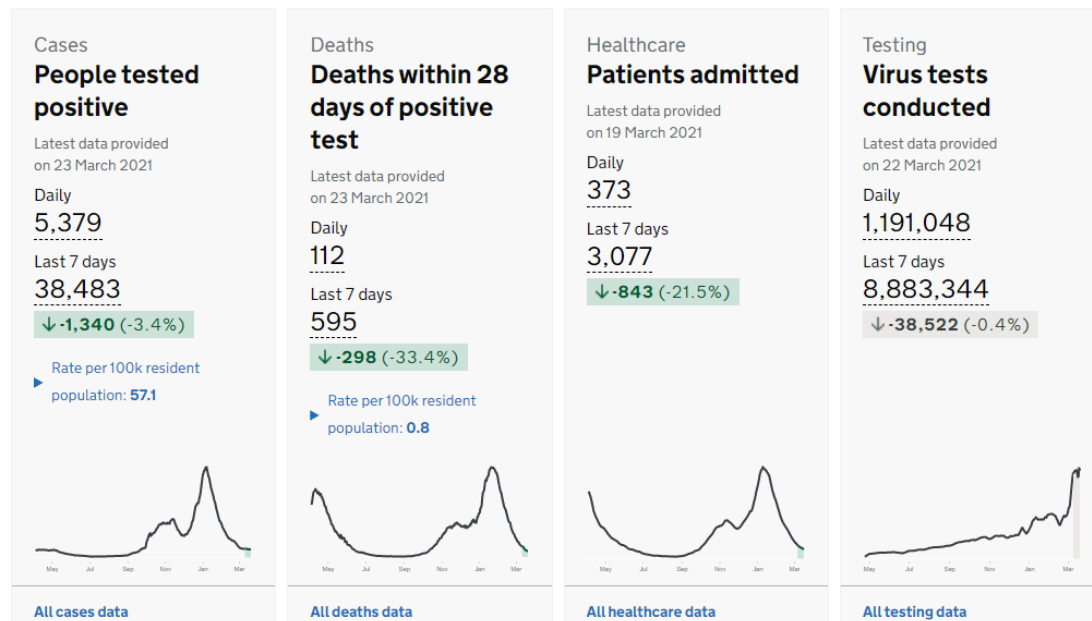 Cases
People tested
positive
Latest data provided
on 23 March 2021
Daily
5,379
Last 7 days
38,483
-1,340 (-3.4%)
Rate per 100k resident
population: 57.1
May Jul Sep Nov Jan Mar
All cases data
Deaths
Deaths within 28
days of positive
test
Latest data provided
on 23 March 2021
Daily
112
Last 7 days
595
-298 (-33.4%)
Rate per 100k resident
population: 0.8
May Jul Sep Nov Jan Mar
All deaths data
Healthcare
Patients admitted
Latest data provided
on 19 March 2021
Daily
373
Last 7 days
3,077
-843 (-21.5%)
May Jul Sep Nov Jan Mar
All healthcare data
Testing
Virus tests
conducted
Latest data provided
on 22 March 2021
Daily
1,191,048
Last 7 days
8,883,344
-38,522 (-0.4%)
May Jul Sep Nov Jan Mar
All testing data